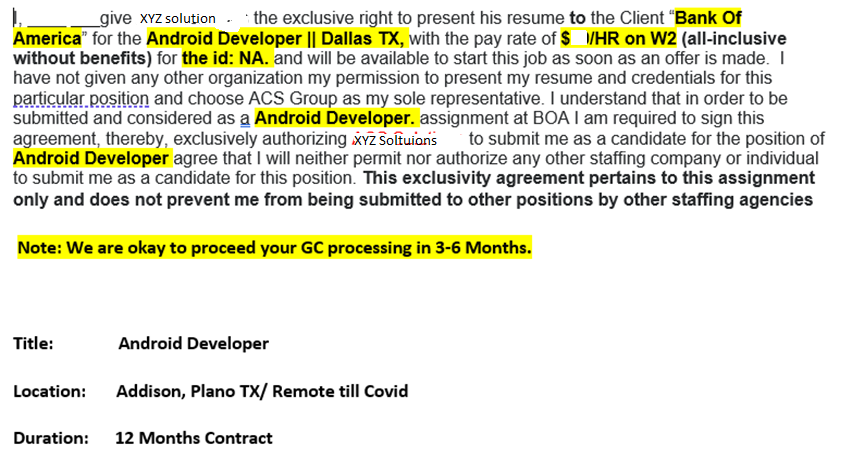 I, ____ ___give XYZ solution the exclusive right to present his resume to the Client “Bank Of
America” for the Android Developer || Dallas TX, with the pay rate of $ /HR on W2 (all-inclusive
without benefits) for the id: NA. and will be available to start this job as soon as an offer is made. I
have not given any other organization my permission to present my resume and credentials for this
particular position and choose ACS Group as my sole representative. I understand that in order to be
submitted and considered as a Android Developer. assignment at BOA I am required to sign this
agreement, thereby, exclusively authorizing XYZ Soltuions to submit me as a candidate for the position of
Android Developer agree that I will neither permit nor authorize any other staffing company or individual
to submit me as a candidate for this position. This exclusivity agreement pertains to this assignment
only and does not prevent me from being submitted to other positions by other staffing agencies
Note: We are okay to proceed your GC processing in 3-6 Months.
Title: Android Developer
Location: Addison, Plano TX/ Remote till Covid
Duration: 12 Months Contract